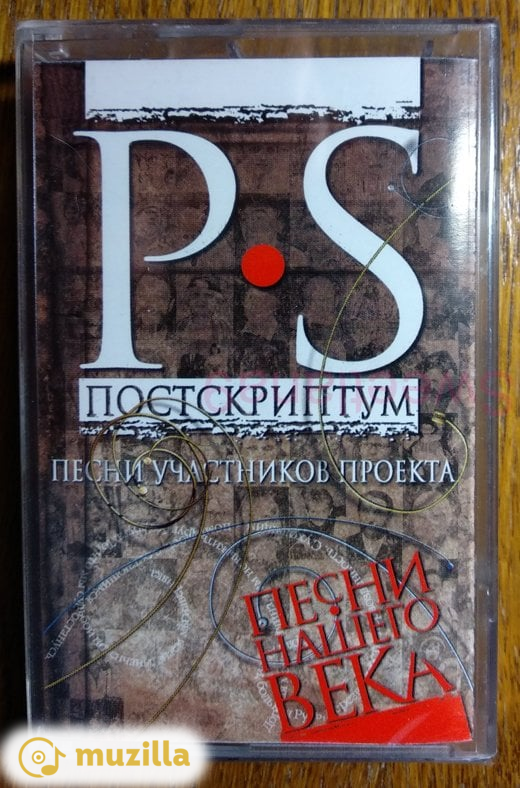 P.S
ПОСТСКРИПТУМ
ПЕСНИ УЧАСТНИКОВ ПРОЕКТА
ПЕСНИ
НАШЕГО
ВЕКА
muzilla